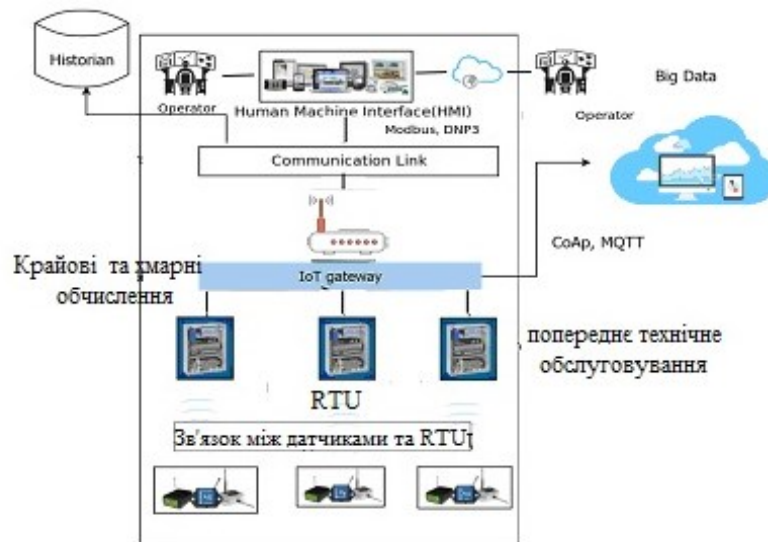 Historian
Operator
Human Machine Interface(HMI)
Modbus, DNP3
Operator
Big Data
Communication Link
CoAp, MQTT
Крайові та хмарні
обчислення
IoT gateway
попереднє технічне
обслуговування
RTU
Зв'язок між датчиками та RTU